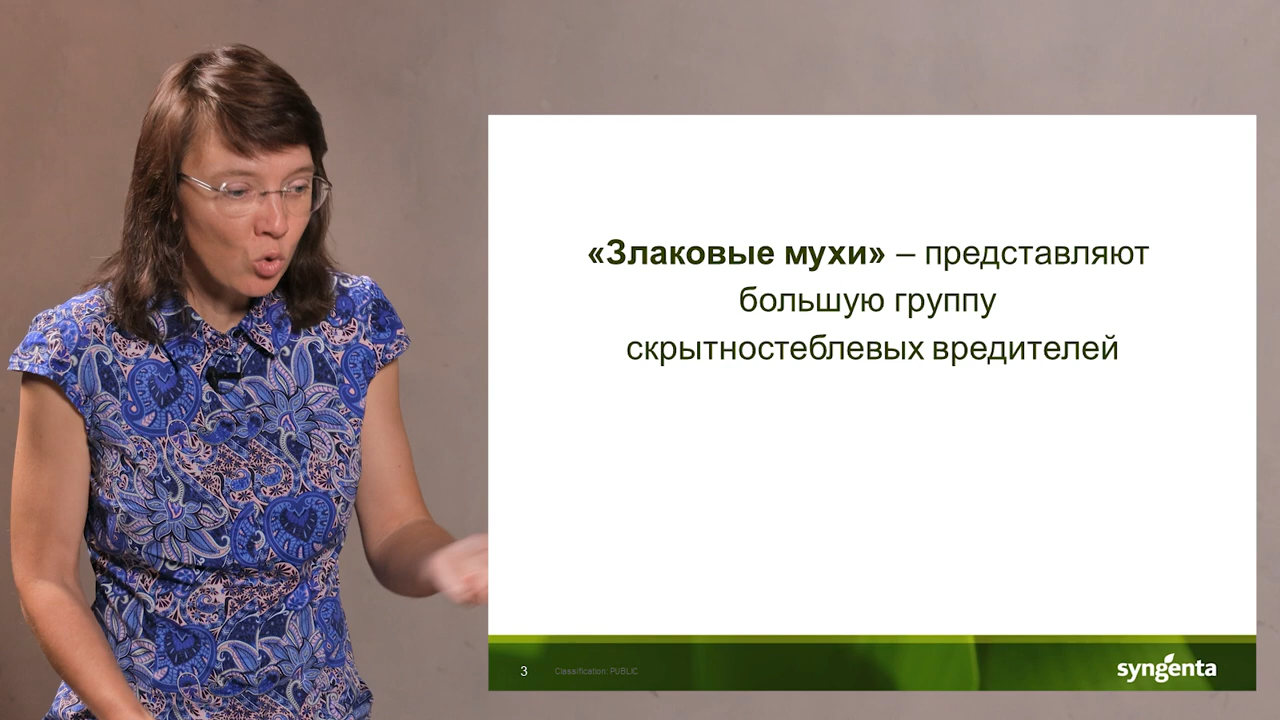 «Злаковые мухи» – представляют
большую группу
скрытностеблевых вредителей
3
Classification: PUBLIC
syngenta